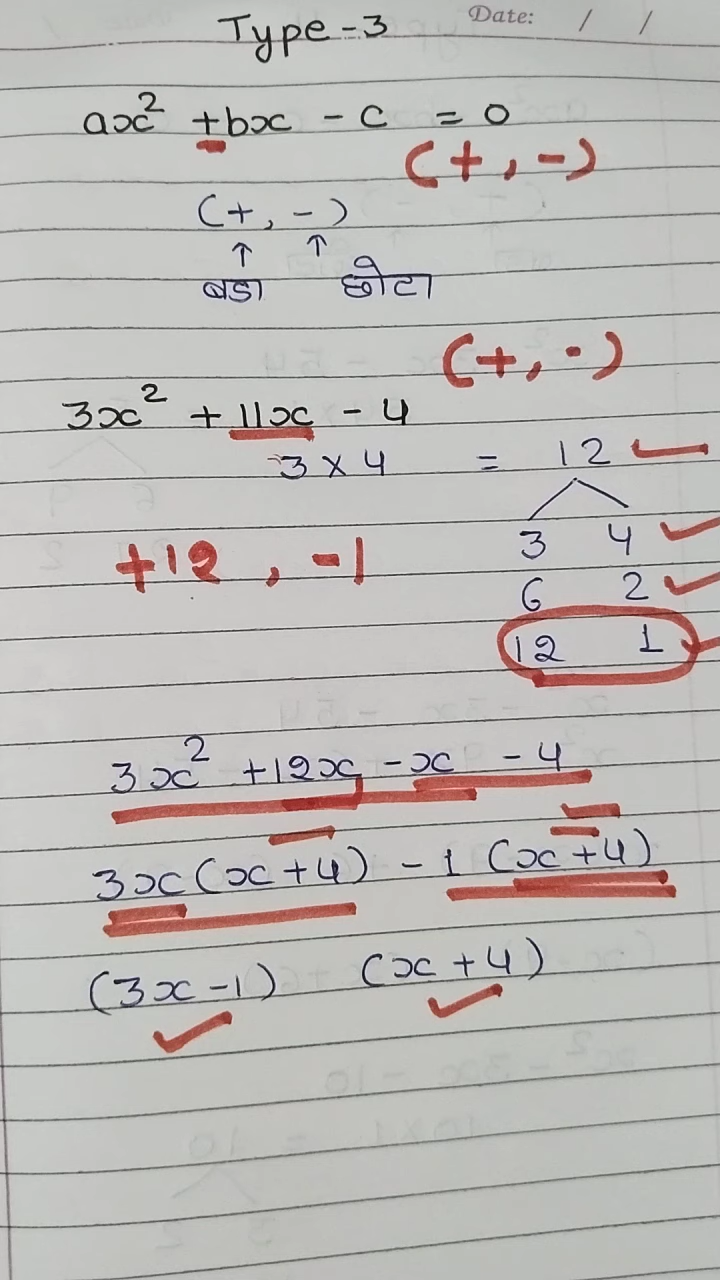 Type-3
Date: / /
ax² +bx - c = 0
(+, -)
(+, -)
↑ ↑
बडा छोटा
(+, -)
3x² + 11x - 4
3 x 4 = 12
3 4
+12 , -1
6 2
12 1
3x² +12x -x - 4
3x(x+4) - 1 (x+4)
(3x-1) (x+4)